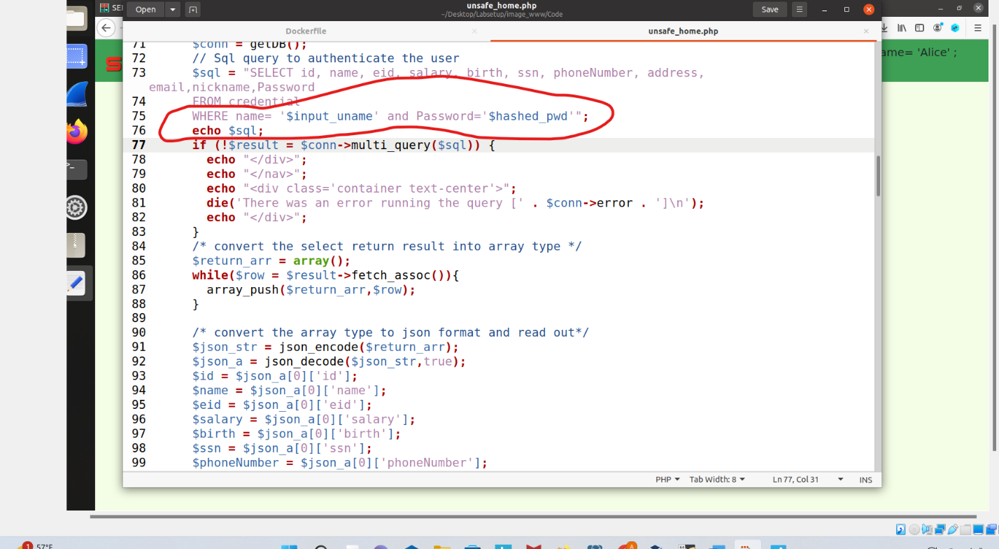 SEE
Open
unsafe_home.php
~/Desktop/Labsetup/image_www/Code
Save
Dockerfile
unsafe_home.php
71 $conn = getDB();
72 // Sql query to authenticate the user
73 $sql = "SELECT id, name, eid, salary, birth, ssn, phoneNumber, address,
email,nickname,Password
74 FROM credential
75 WHERE name= '$input_uname' and Password='$hashed_pwd'";
76 echo $sql;
77 if (!$result = $conn->multi_query($sql)) {
78 echo "</div>";
79 echo "</nav>";
80 echo "<div class='container text-center'>";
81 die('There was an error running the query [' . $conn->error . ']\n');
82 echo "</div>";
83 }
84 /* convert the select return result into array type */
85 $return_arr = array();
86 while($row = $result->fetch_assoc()){
87 array_push($return_arr,$row);
88 }
89
90 /* convert the array type to json format and read out*/
91 $json_str = json_encode($return_arr);
92 $json_a = json_decode($json_str,true);
93 $id = $json_a[0]['id'];
94 $name = $json_a[0]['name'];
95 $eid = $json_a[0]['eid'];
96 $salary = $json_a[0]['salary'];
97 $birth = $json_a[0]['birth'];
98 $ssn = $json_a[0]['ssn'];
99 $phoneNumber = $json_a[0]['phoneNumber'];
PHP Tab Width: 8 Ln 77, Col 31 INS
ame= 'Alice' ;
S
1 57°F